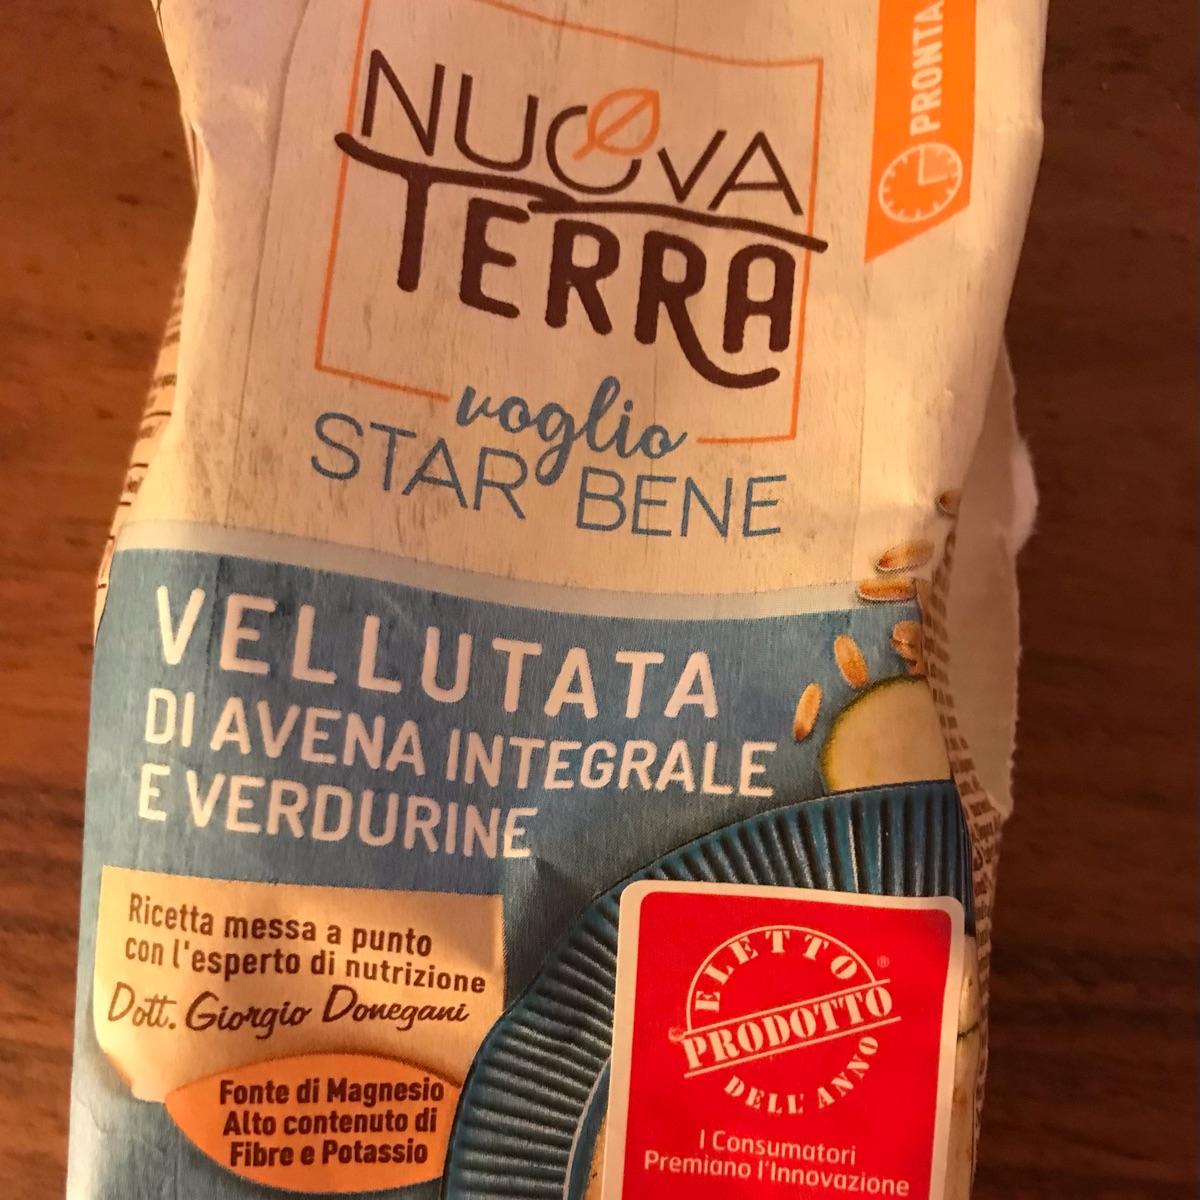 PRONTA
NUOVA
TERRA
voglio
STAR BENE
VELLUTATA
DI AVENA INTEGRALE
E VERDURINE
Ricetta messa a punto
con l'esperto di nutrizione
Dott. Giorgio Donegani
Fonte di Magnesio
Alto contenuto di
Fibre e Potassio
ELETTO
PRODOTTO
DELL'ANNO
®
I Consumatori
Premiano l'Innovazione